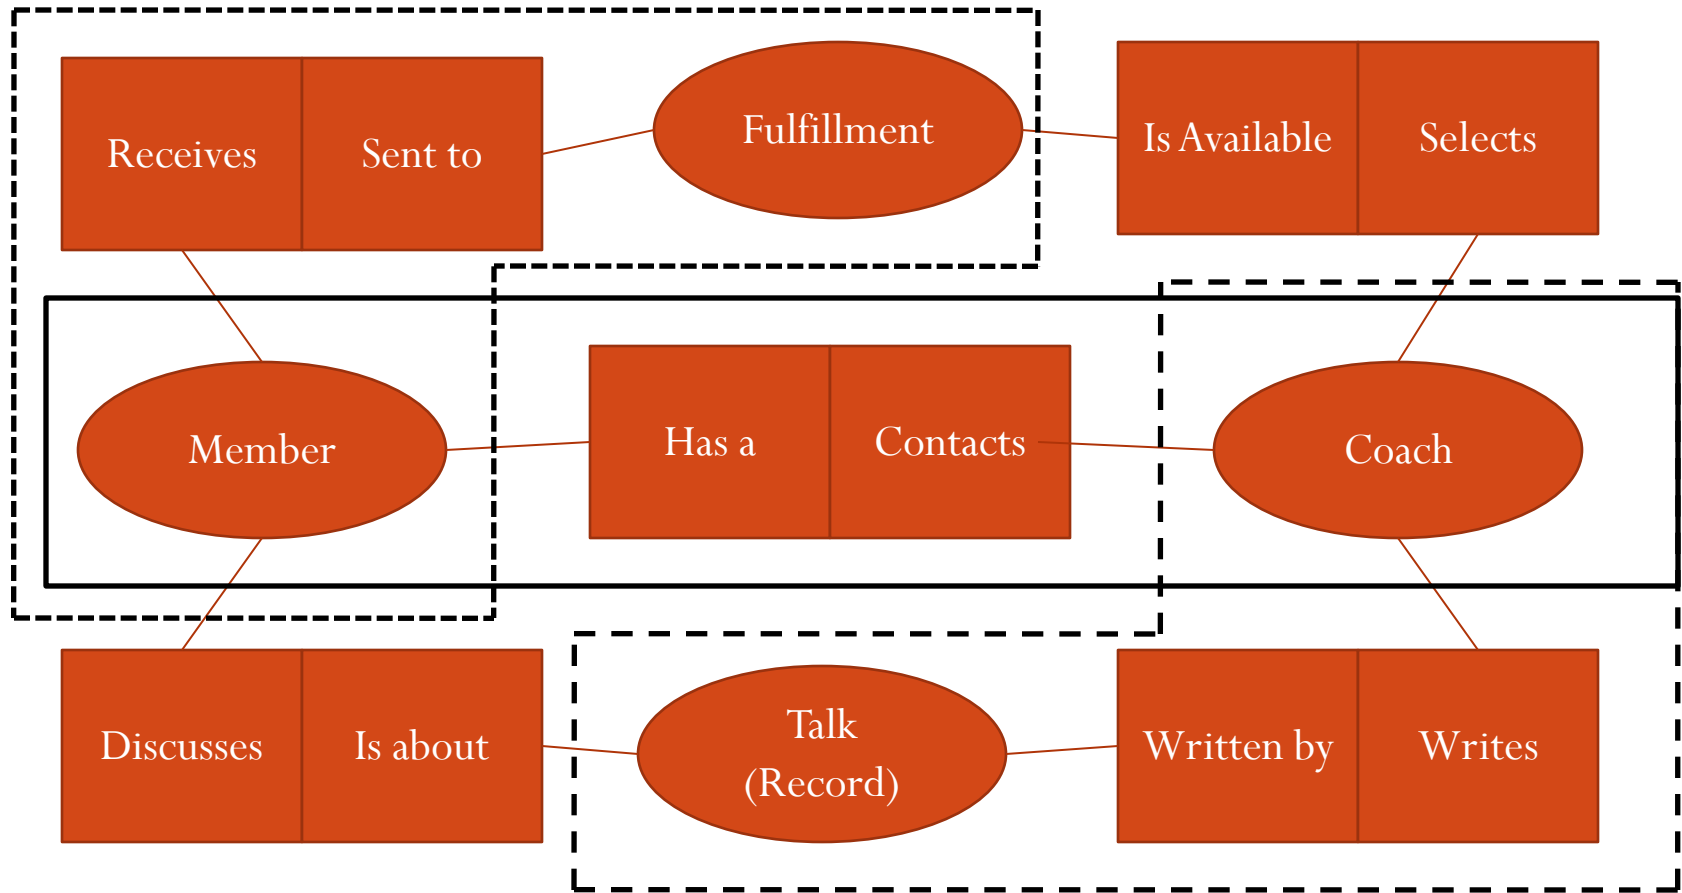 Receives
Sent to
Fulfillment
Is Available
Selects
Member
Has a
Contacts
Coach
Discusses
Is about
Talk
(Record)
Written by
Writes